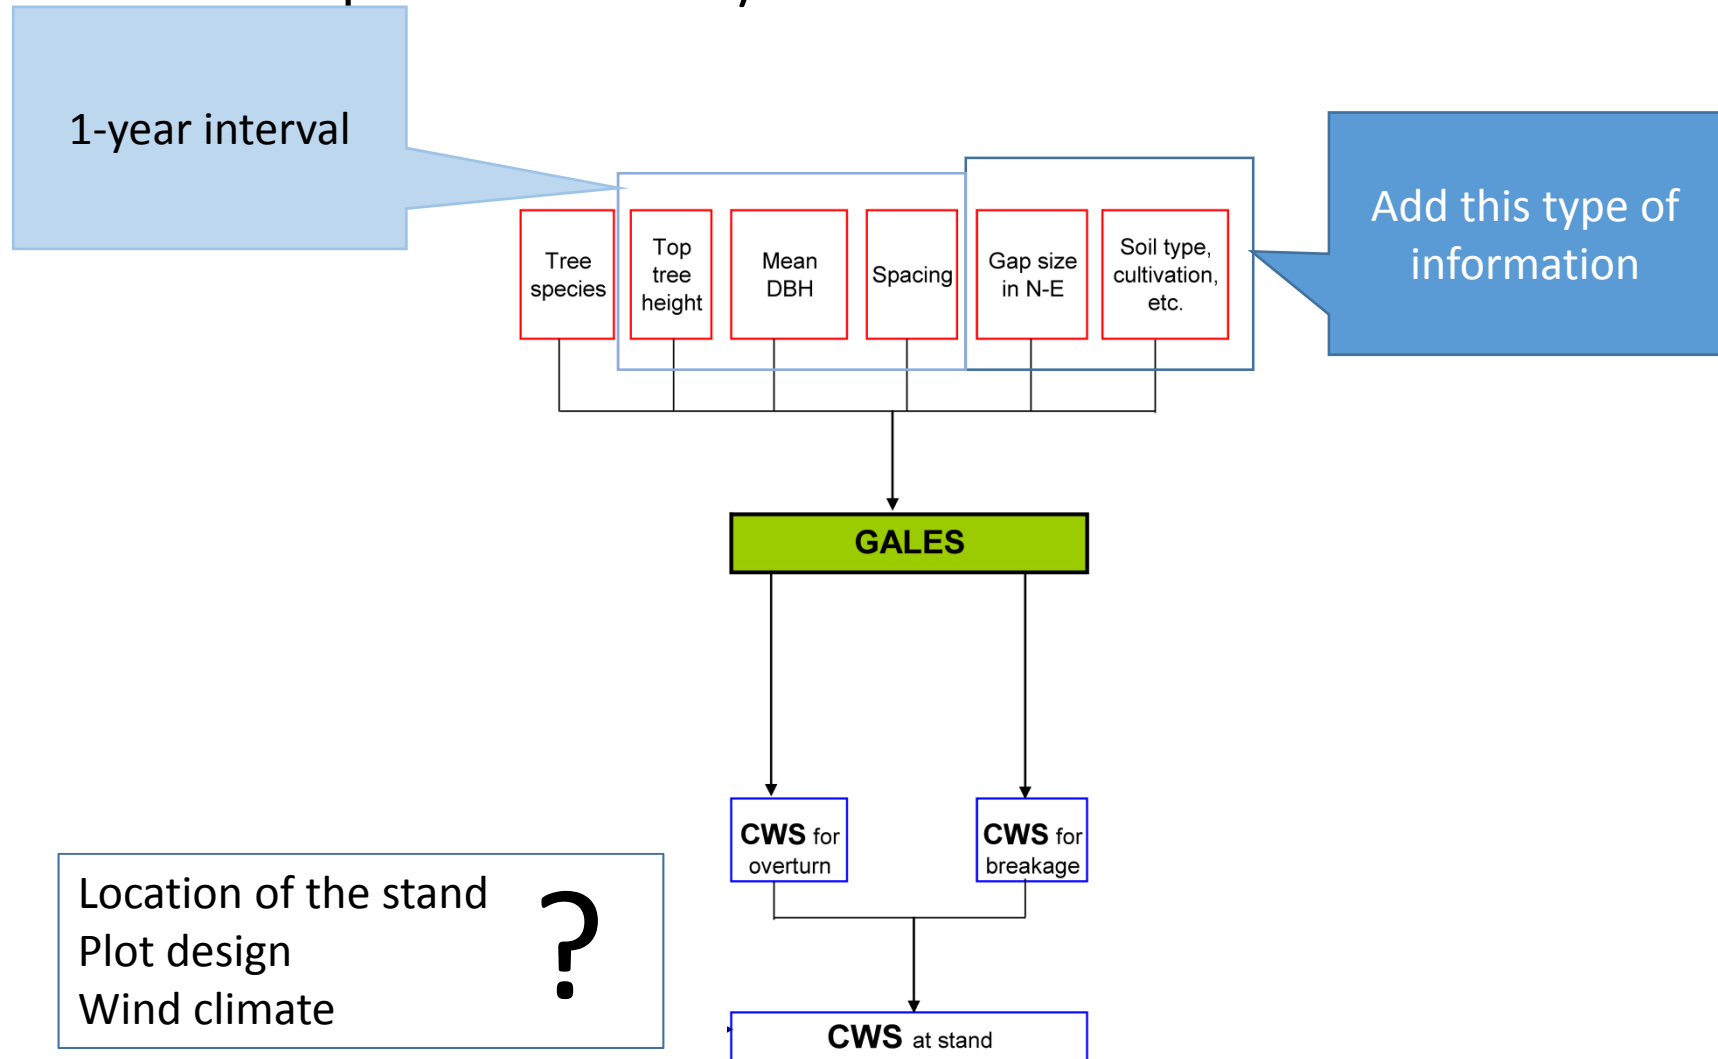 1-year interval
Add this type of
information
Tree
species
Top
tree
height
Mean
DBH
Spacing
Gap size
in N-E
Soil type,
cultivation,
etc.
GALES
CWS for
overturn
CWS for
breakage
Location of the stand
Plot design
Wind climate
?
CWS at stand